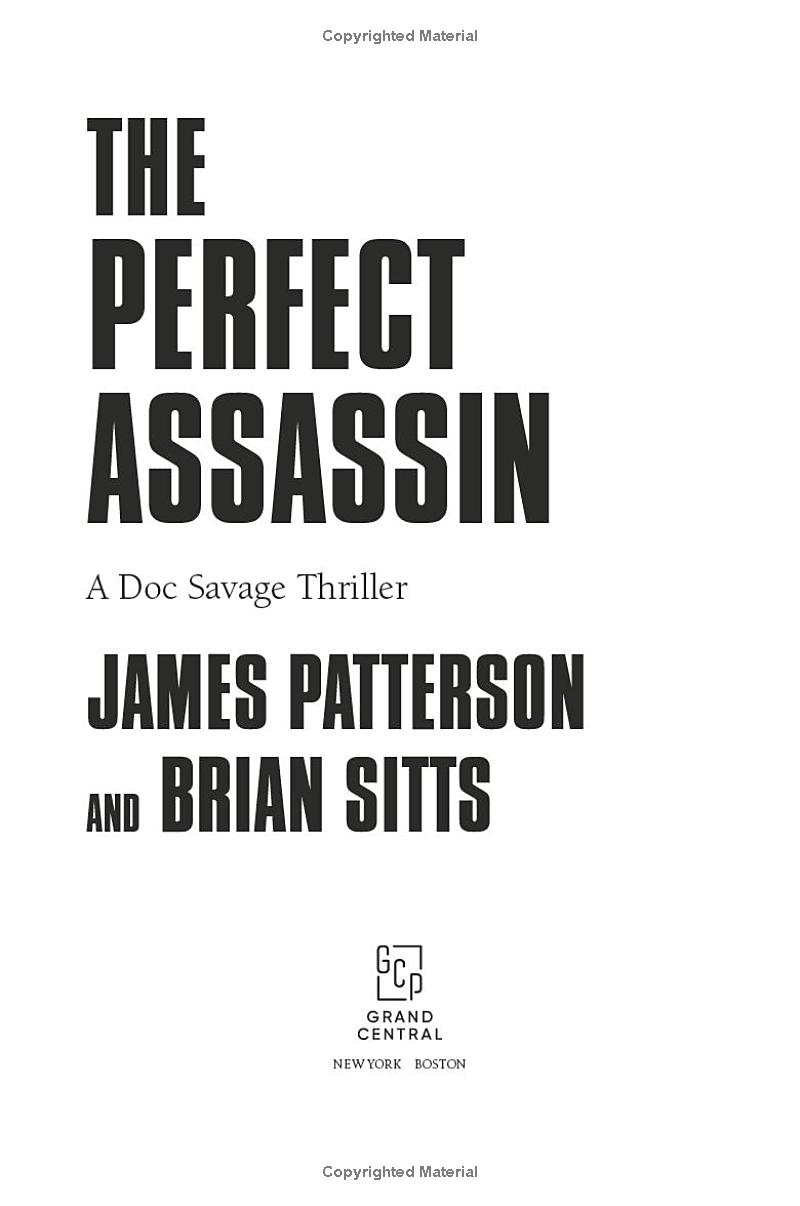 Copyrighted Material
THE
PERFECT
ASSASSIN
A Doc Savage Thriller
JAMES PATTERSON
AND BRIAN SITTS
GCP
GRAND
CENTRAL
NEW YORK BOSTON
Copyrighted Material